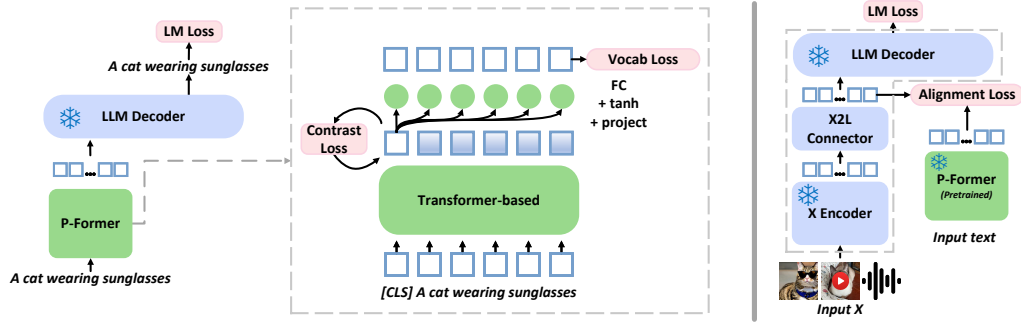 LM Loss
A cat wearing sunglasses
LLM Decoder
...
P-Former
A cat wearing sunglasses
Vocab Loss
FC
+ tanh
+ project
Contrast
Loss
Transformer-based
[CLS] A cat wearing sunglasses
LM Loss
LLM Decoder
...
Alignment Loss
X2L
Connector
...
X Encoder
P-Former
(Pretrained)
Input text
Input X